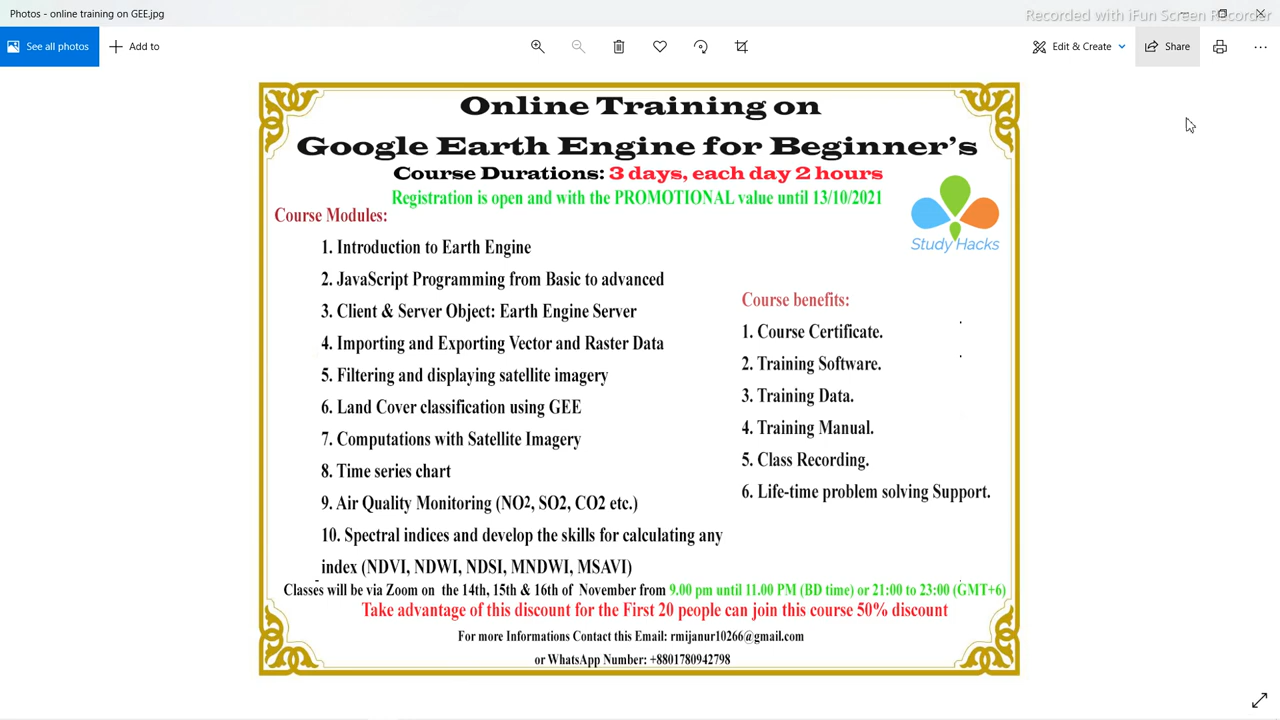 Photos - online training on GEE.jpg
Recorded with iFun Screen Recorder
See all photos
Add to
Edit & Create
Share
Online Training on
Google Earth Engine for Beginner's
Course Durations: 3 days, each day 2 hours
Registration is open and with the PROMOTIONAL value until 13/10/2021
Course Modules:
1. Introduction to Earth Engine
2. JavaScript Programming from Basic to advanced
3. Client & Server Object: Earth Engine Server
4. Importing and Exporting Vector and Raster Data
5. Filtering and displaying satellite imagery
6. Land Cover classification using GEE
7. Computations with Satellite Imagery
8. Time series chart
9. Air Quality Monitoring (NO2, SO2, CO2 etc.)
10. Spectral indices and develop the skills for calculating any
index (NDVI, NDWI, NDSI, MNDWI, MSAVI)
Study Hacks
Course benefits:
1. Course Certificate.
2. Training Software.
3. Training Data.
4. Training Manual.
5. Class Recording.
6. Life-time problem solving Support.
Classes will be via Zoom on the 14th, 15th & 16th of November from 9.00 pm until 11.00 PM (BD time) or 21:00 to 23:00 (GMT+6)
Take advantage of this discount for the First 20 people can join this course 50% discount
For more Informations Contact this Email: rmijanur10266@gmail.com
or WhatsApp Number: +8801780942798